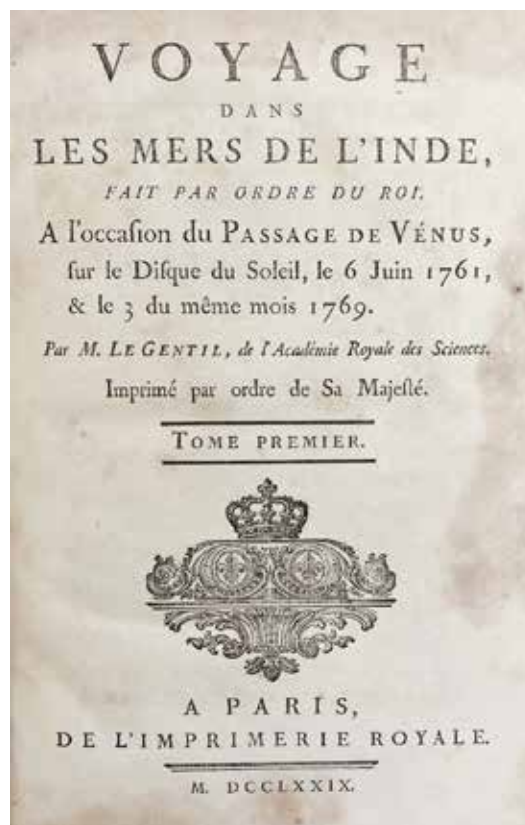 VOYAGE
DANS
LES MERS DE L'INDE,
FAIT PAR ORDRE DU ROI,
A l'occaſion du PASSAGE DE VÉNUS,
ſur le Diſque du Soleil, le 6 Juin 1761,
& le 3 du même mois 1769.
Par M. LE GENTIL, de l'Académie Royale des Sciences.
Imprimé par ordre de Sa Majeſté.
TOME PREMIER.
A PARIS,
DE L'IMPRIMERIE ROYALE.
M. DCCLXXIX.